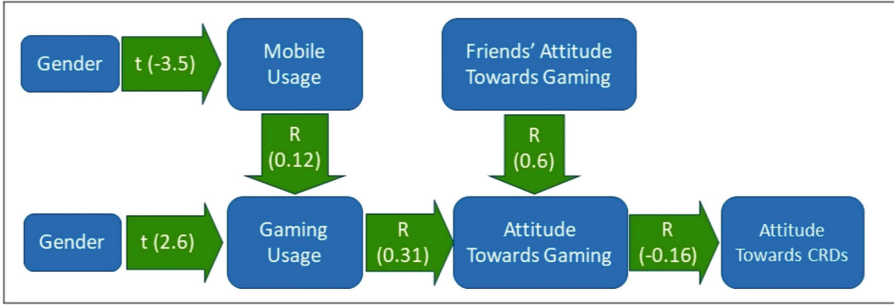 Gender
t (-3.5)
Mobile
Usage
Friends’ Attitude
Towards Gaming
R
(0.12)
R
(0.6)
Gender
t (2.6)
Gaming
Usage
R
(0.31)
Attitude
Towards Gaming
R
(-0.16)
Attitude
Towards CRDs